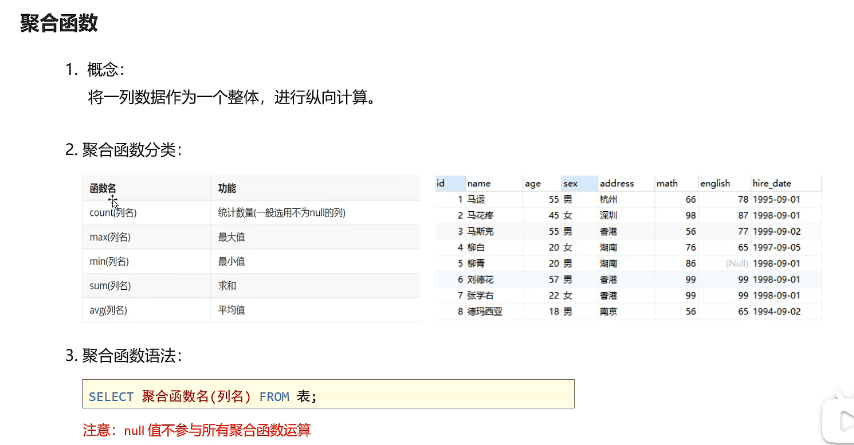 聚合函数
1. 概念：
将一列数据作为一个整体，进行纵向计算。
2. 聚合函数分类：
函数名 功能
count(列名) 统计数量(一般选用不为null的列)
max(列名) 最大值
min(列名) 最小值
sum(列名) 求和
avg(列名) 平均值
id name age sex address math english hire_date
1 马运 55 男 杭州 66 78 1995-09-01
2 马花疼 45 女 深圳 98 87 1998-09-01
3 马斯克 55 男 香港 56 77 1999-09-02
4 柳白 20 女 湖南 76 65 1997-09-05
5 柳青 20 男 湖南 86 (Null) 1998-09-01
6 刘德花 57 男 香港 99 99 1998-09-01
7 张学右 22 女 香港 99 99 1998-09-01
8 德玛西亚 18 男 南京 56 65 1994-09-02
3. 聚合函数语法：
SELECT 聚合函数名(列名) FROM 表;
注意：null 值不参与所有聚合函数运算